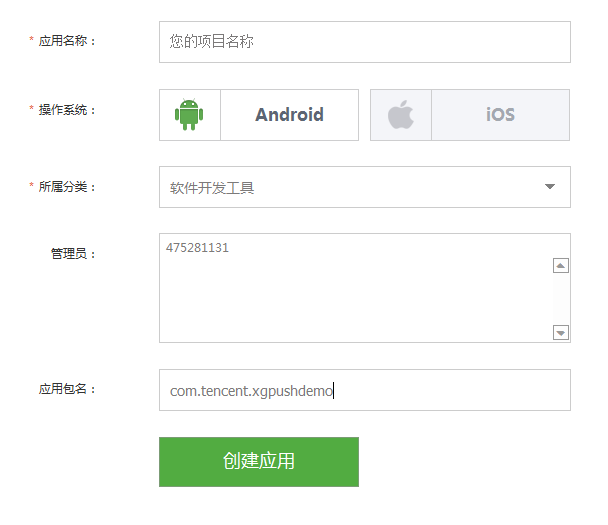 * 应用名称：
您的项目名称
* 操作系统：
Android
iOS
* 所属分类：
软件开发工具
管理员：
475281131
应用包名：
com.tencent.xgpushdemo
创建应用